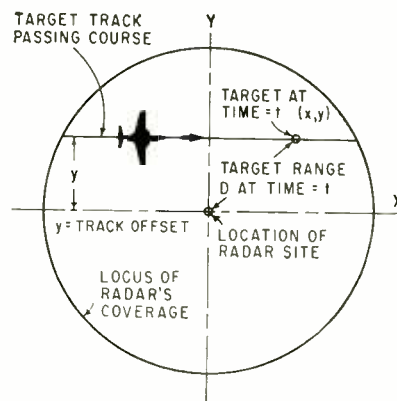 TARGET TRACK
PASSING COURSE
Y
TARGET AT
TIME = t (x,y)
TARGET RANGE
D AT TIME = t
y
X
y = TRACK OFFSET
LOCATION OF
RADAR SITE
LOCUS OF
RADAR'S
COVERAGE